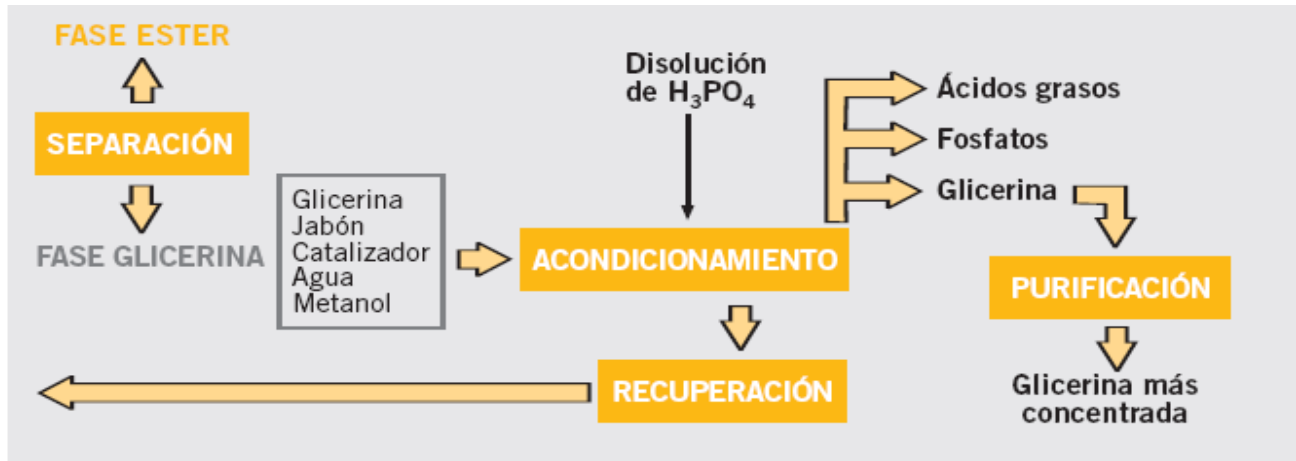 FASE ESTER
SEPARACIÓN
FASE GLICERINA
Glicerina
Jabón
Catalizador
Agua
Metanol
Disolución
de H₃PO₄
ACONDICIONAMIENTO
RECUPERACIÓN
Ácidos grasos
Fosfatos
Glicerina
PURIFICACIÓN
Glicerina más
concentrada